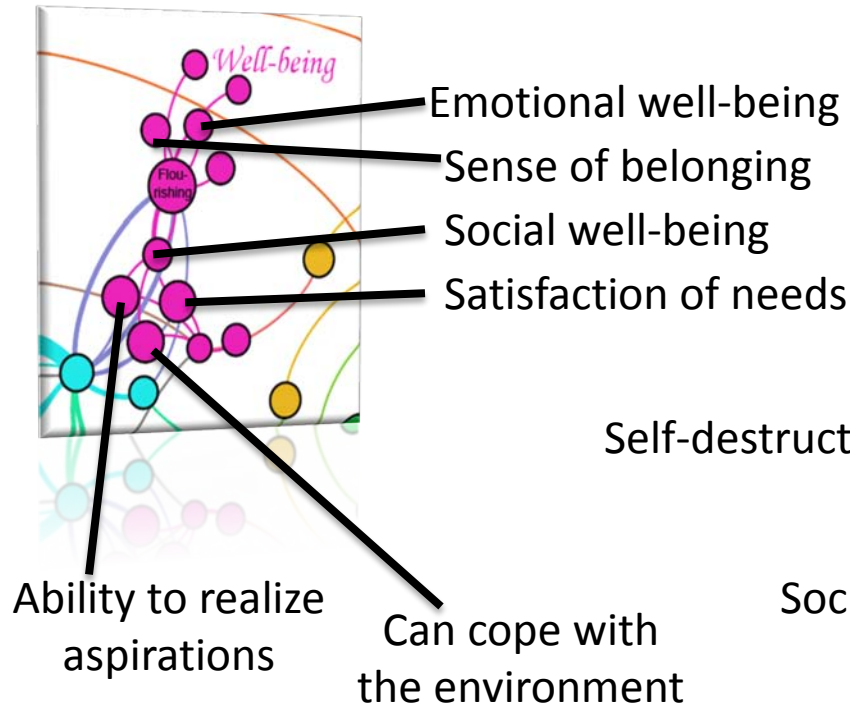 Well-being
Emotional well-being
Flou-
rishing
Sense of belonging
Social well-being
Satisfaction of needs
Self-destruct
Ability to realize
aspirations
Can cope with
the environment
Soc